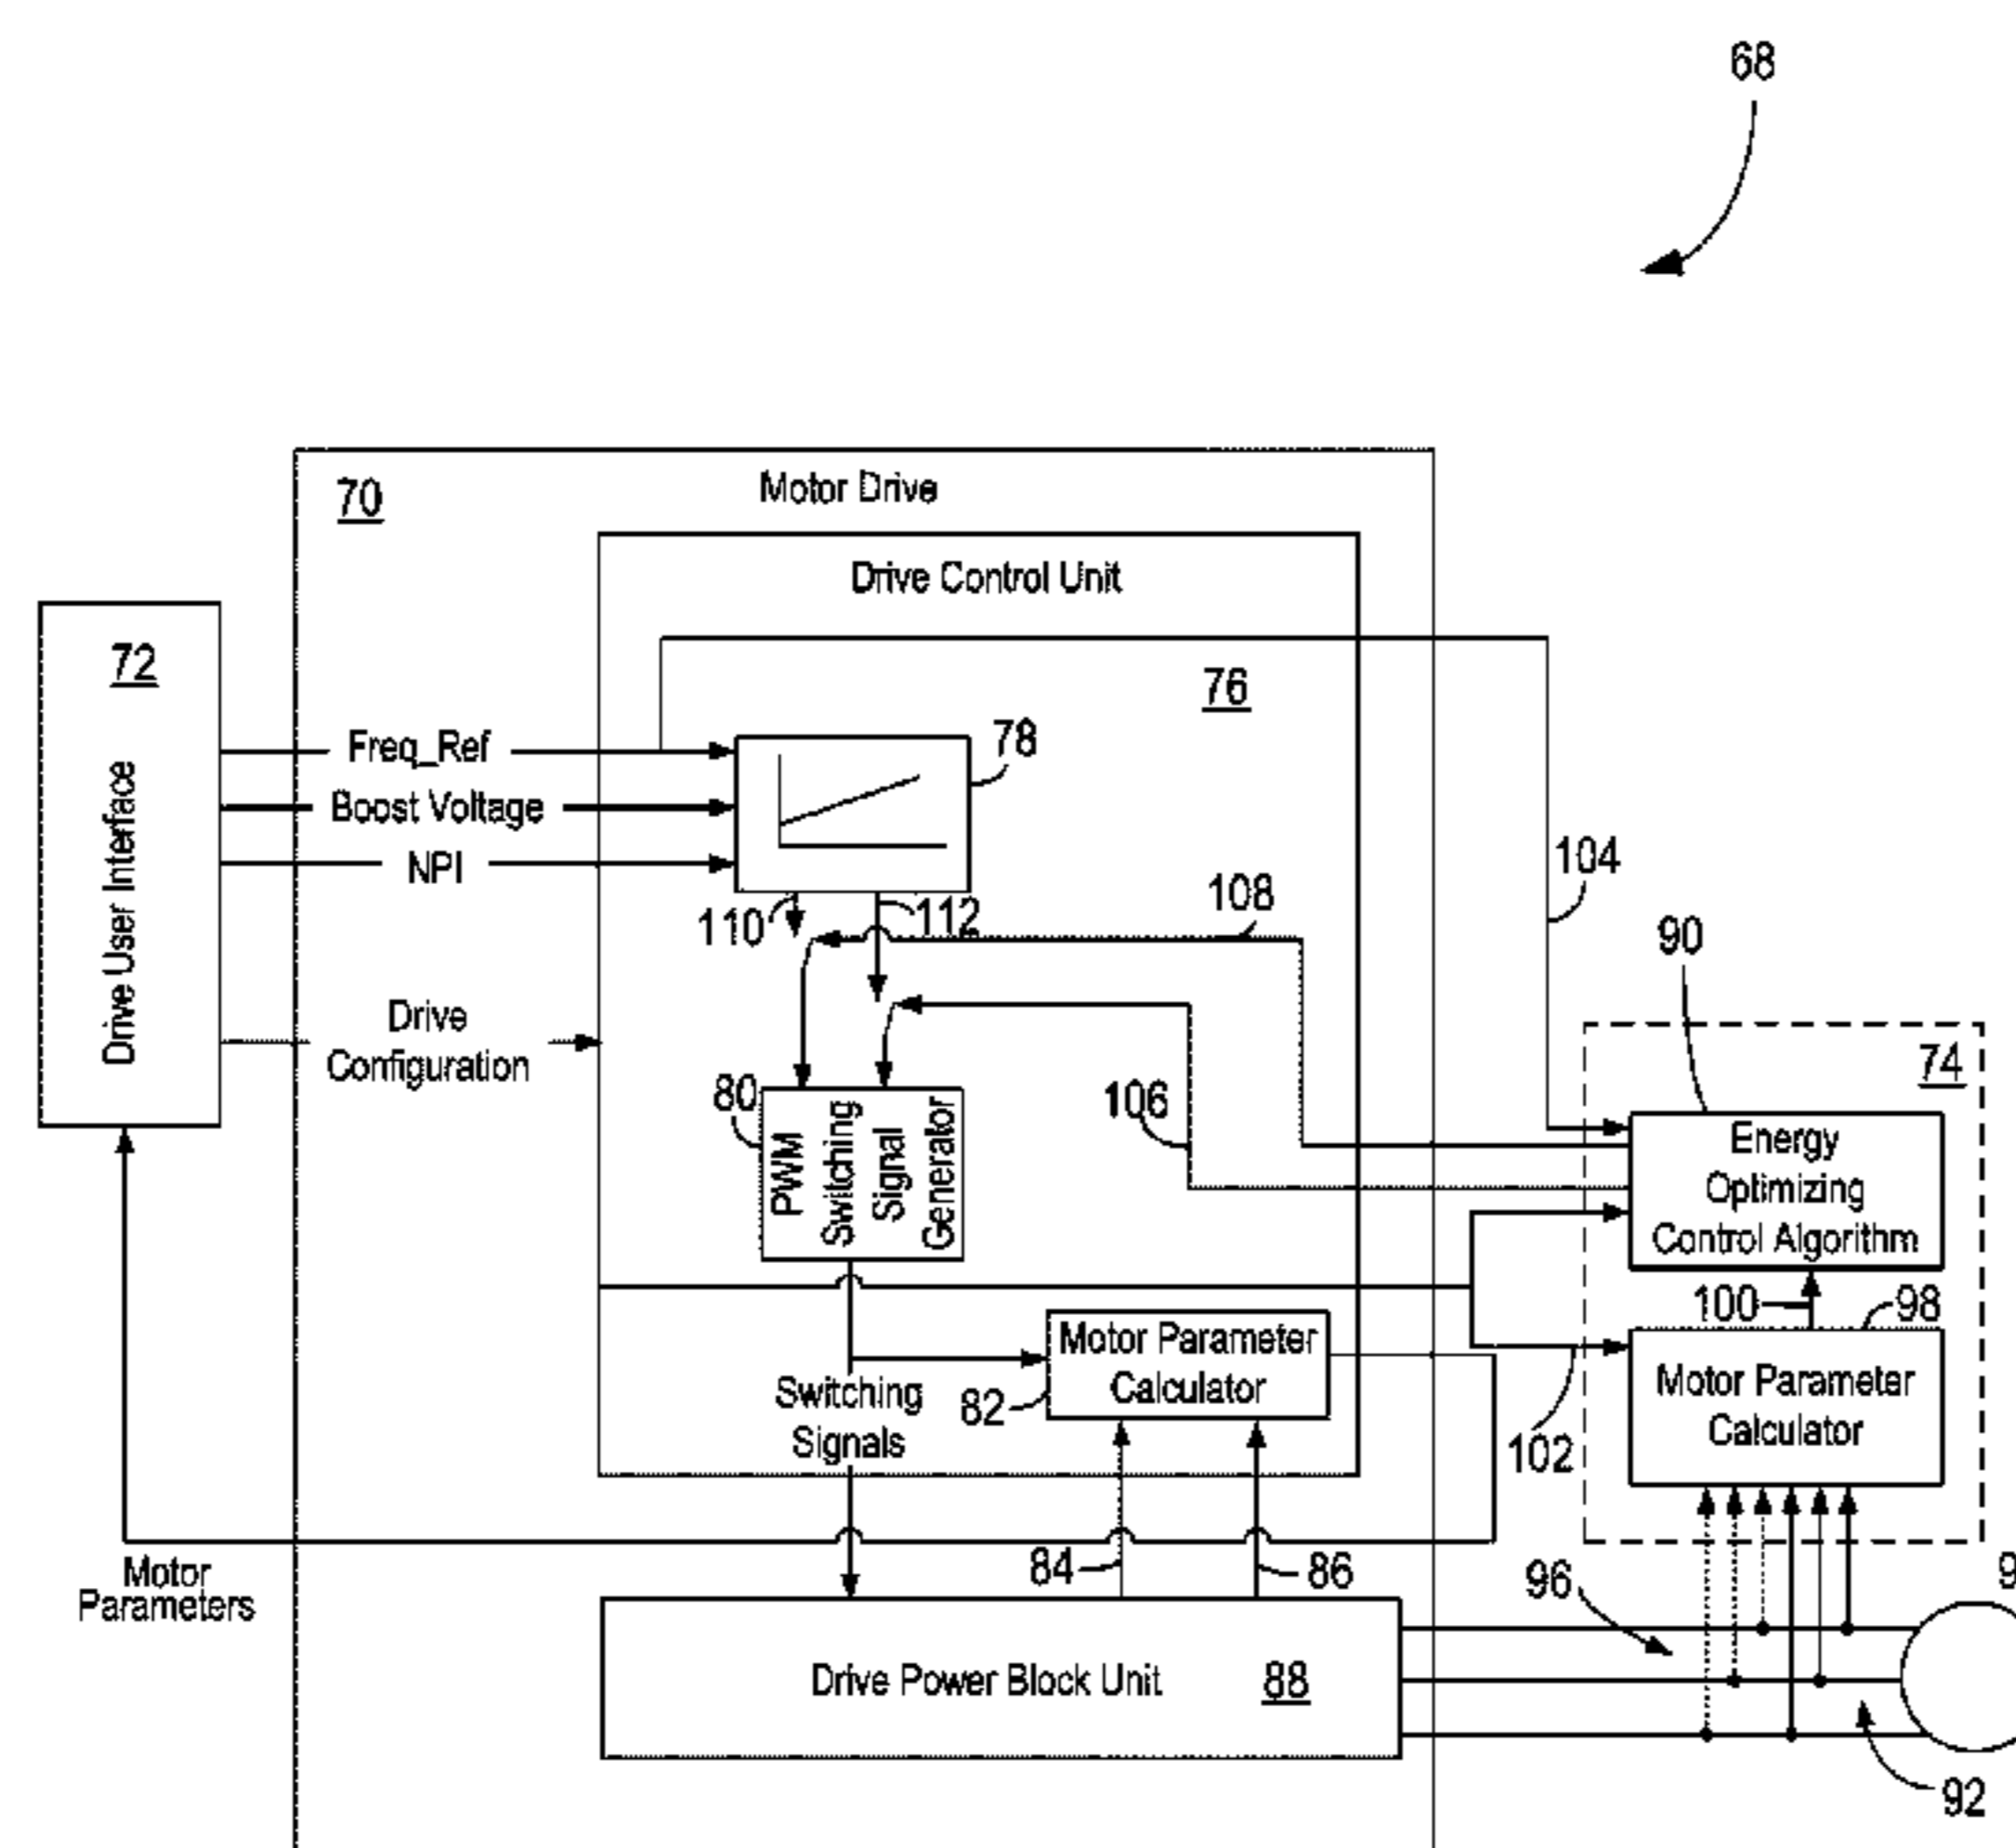 68
70
Motor Drive
Drive Control Unit
72
Drive User Interface
76
Freq_Ref
78
Boost Voltage
NPI
104
108
110
112
90
Drive
Configuration
74
80
PWM
Switching
Signal
Generator
106
Energy
Optimizing
Control Algorithm
100
98
Motor Parameter
Calculator
82
Switching
Signals
Motor Parameter
Calculator
102
Motor
Parameters
84
86
96
9
Drive Power Block Unit
88
92